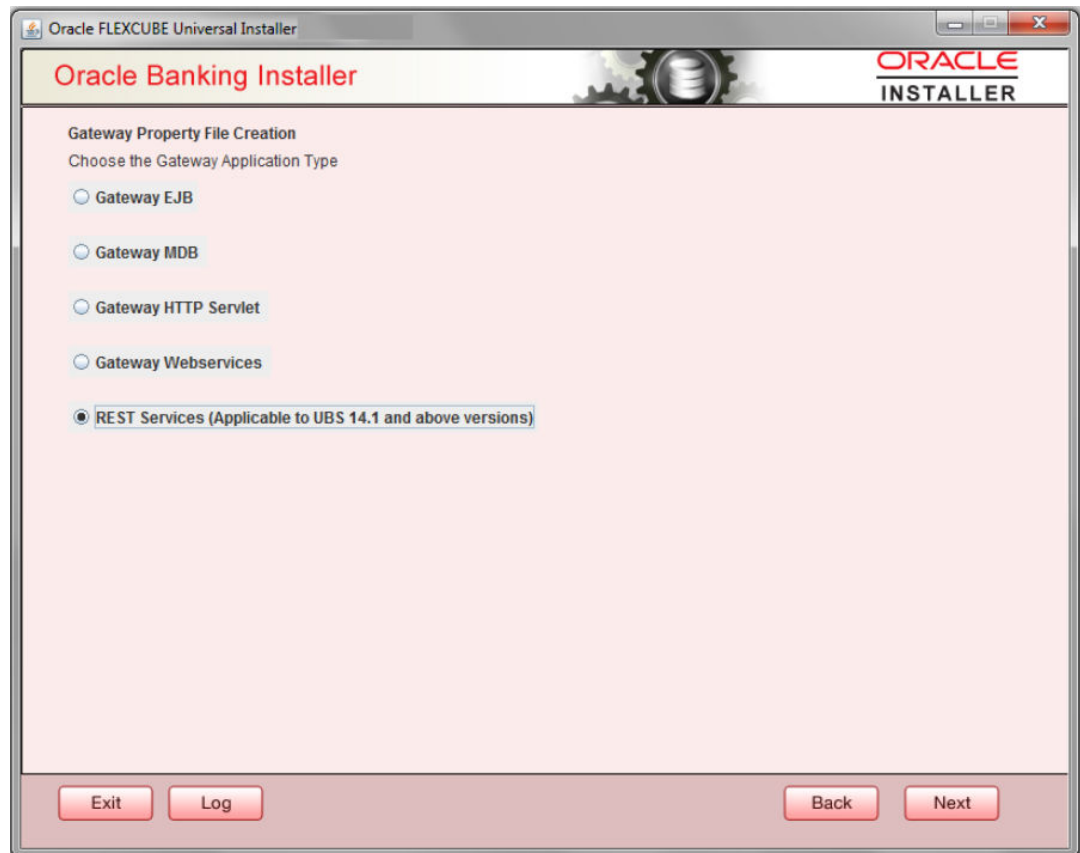 Oracle FLEXCUBE Universal Installer
Oracle Banking Installer
ORACLE
INSTALLER
Gateway Property File Creation
Choose the Gateway Application Type
Gateway EJB
Gateway MDB
Gateway HTTP Servlet
Gateway Webservices
REST Services (Applicable to UBS 14.1 and above versions)
Exit
Log
Back
Next